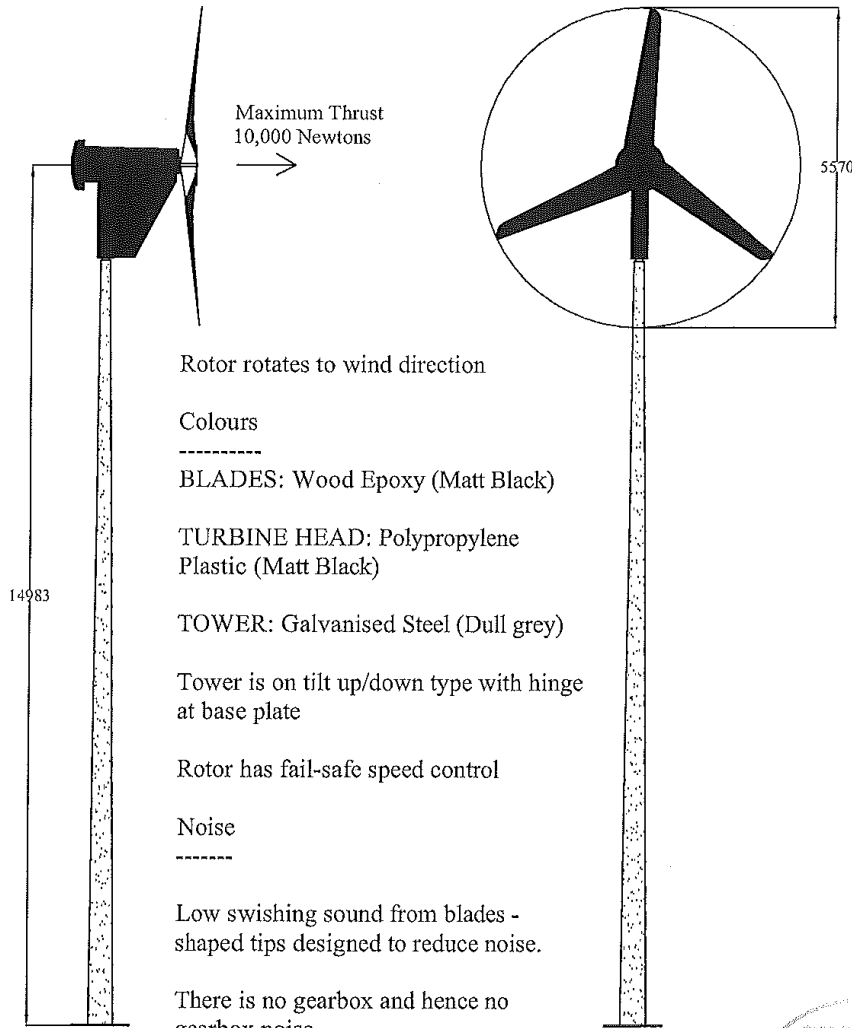 Maximum Thrust
10,000 Newtons
5570
Rotor rotates to wind direction
Colours
----------
BLADES: Wood Epoxy (Matt Black)
TURBINE HEAD: Polypropylene
Plastic (Matt Black)
14983
TOWER: Galvanised Steel (Dull grey)
Tower is on tilt up/down type with hinge
at base plate
Rotor has fail-safe speed control
Noise
-------
Low swishing sound from blades -
shaped tips designed to reduce noise.
There is no gearbox and hence no
gearbox noise